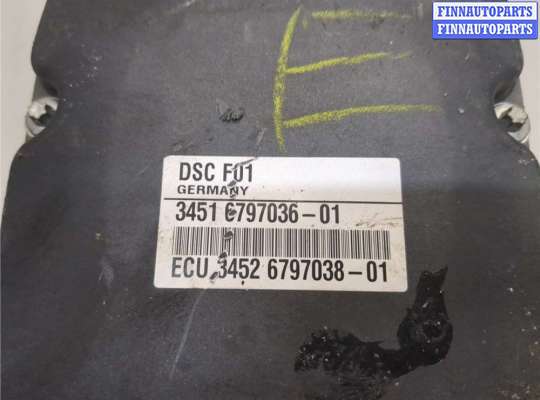 FINNAUTOPARTS
FINNAUTOPARTS
E
DSC F01
GERMANY
3451 6797036-01
ECU 3452 6797038-01